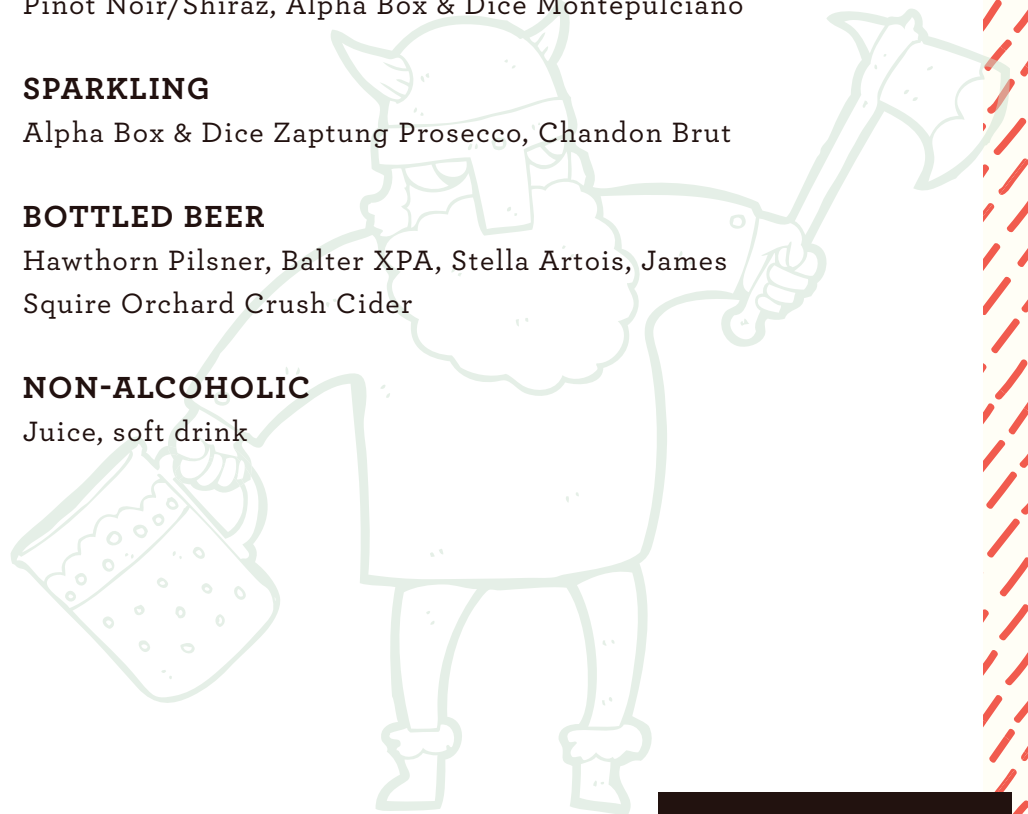 Pinot Noir/Shiraz, Alpha Box & Dice Montepulciano
SPARKLING
Alpha Box & Dice Zaptung Prosecco, Chandon Brut
BOTTLED BEER
Hawthorn Pilsner, Balter XPA, Stella Artois, James
Squire Orchard Crush Cider
NON-ALCOHOLIC
Juice, soft drink